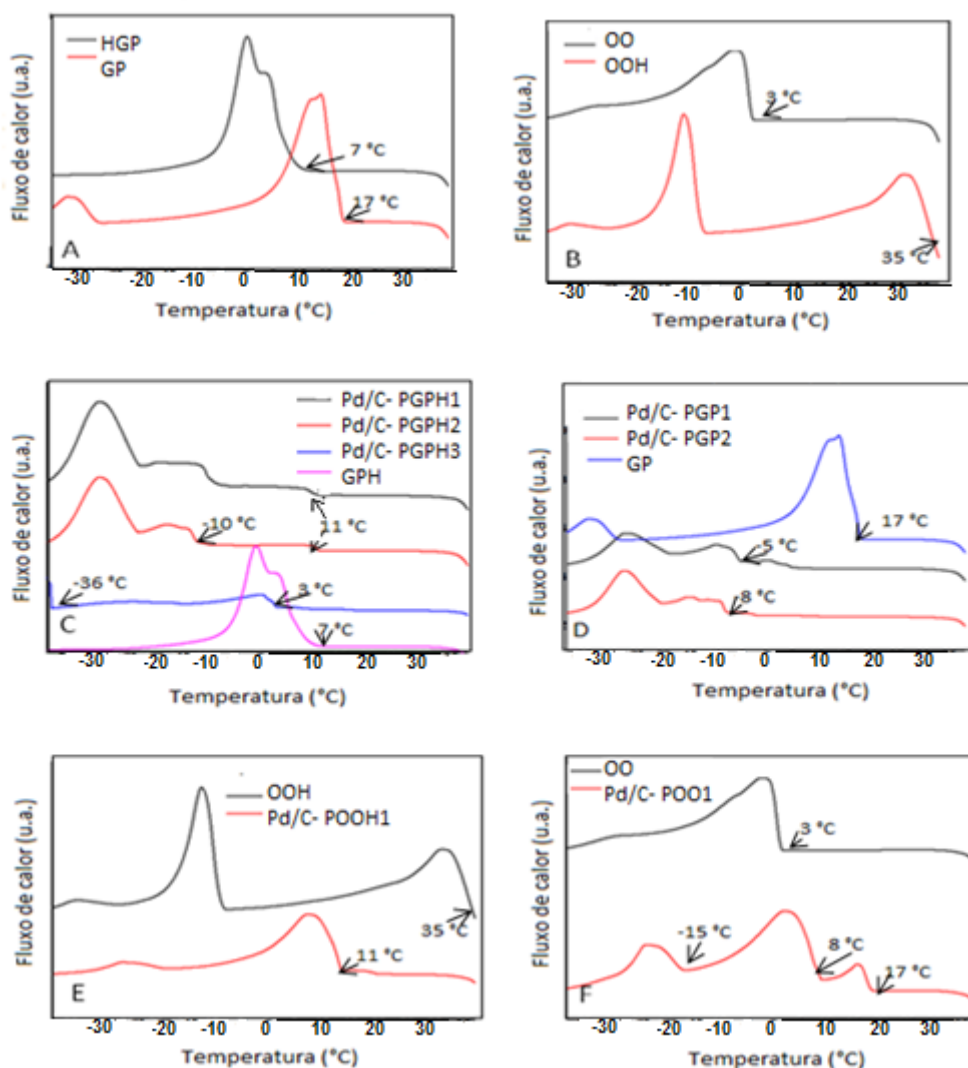 HGP
GP
Fluxo de calor (u.a.)
7 °C
17 °C
A
-30 -20 -10 0 10 20 30
Temperatura (°C)
OO
OOH
Fluxo de calor (u.a.)
3 °C
35 °C
B
-30 -20 -10 0 10 20 30
Temperatura (°C)
Pd/C- PGPH1
Pd/C- PGPH2
Pd/C- PGPH3
GPH
Fluxo de calor (u.a.)
-10 °C
11 °C
-36 °C
3 °C
7 °C
C
-30 -20 -10 0 10 20 30
Temperatura (°C)
Pd/C- PGP1
Pd/C- PGP2
GP
Fluxo de calor (u.a.)
17 °C
-5 °C
8 °C
D
-30 -20 -10 0 10 20 30
Temperatura (°C)
OOH
Pd/C- POOH1
Fluxo de calor (u.a.)
35 °C
11 °C
E
-30 -20 -10 0 10 20 30
Temperatura (°C)
OO
Pd/C- POO1
Fluxo de calor (u.a.)
3 °C
-15 °C
8 °C
17 °C
F
-30 -20 -10 0 10 20 30
Temperatura (°C)